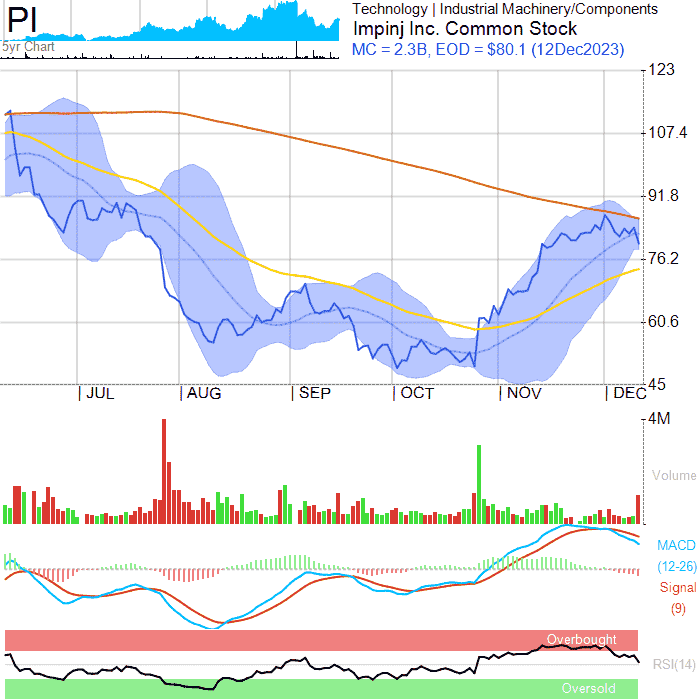 PI
5yr Chart
Technology | Industrial Machinery/Components
Impinj Inc. Common Stock
MC = 2.3B, EOD = $80.1 (12Dec2023)
123
107.4
91.8
76.2
60.6
45
JUL AUG SEP OCT NOV DEC
4M
Volume
MACD
(12-26)
Signal
(9)
Overbought
RSI(14)
Oversold